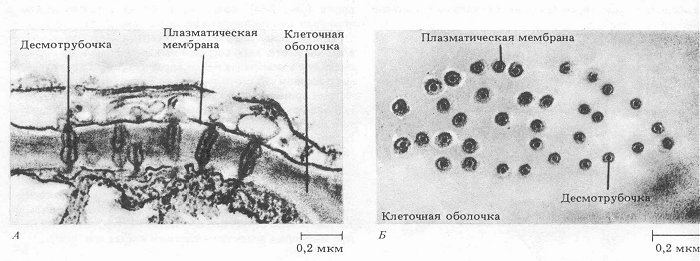 Десмотрубочка
Плазматическая
мембрана
Клеточная
оболочка
А
0,2 мкм
Плазматическая мембрана
Десмотрубочка
Клеточная оболочка
Б
0,2 мкм